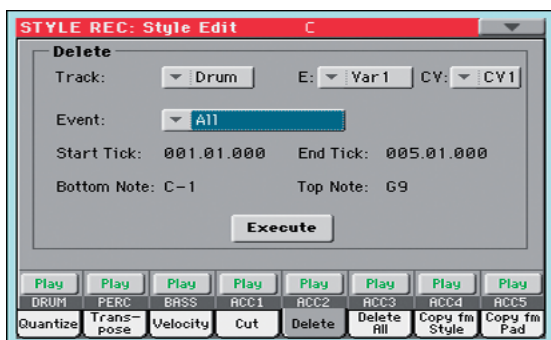 STYLE REC: Style Edit C
Delete
Track: Drum E: Var1 CV: CV1
Event: All
Start Tick: 001.01.000 End Tick: 005.01.000
Bottom Note: C-1 Top Note: G9
Execute
Play Play Play Play Play Play Play Play
DRUM PERC BASS ACC1 ACC2 ACC3 ACC4 ACC5
Quantize Trans-pose Velocity Cut Delete Delete All Copy fm Style Copy fm Pad